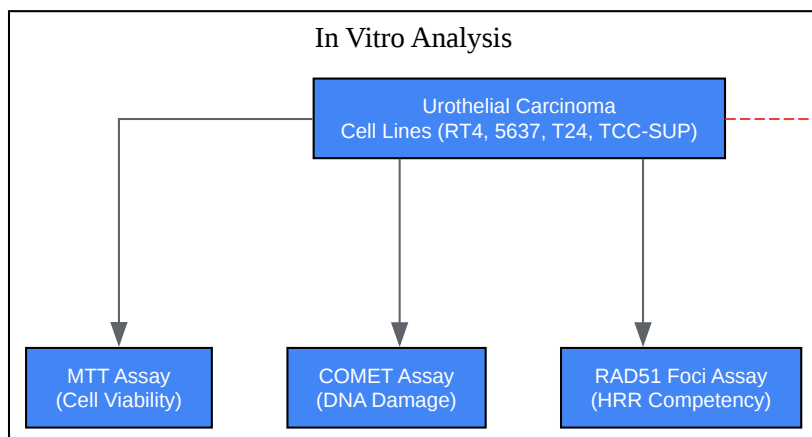 In Vitro Analysis
Urothelial Carcinoma
Cell Lines (RT4, 5637, T24, TCC-SUP)
MTT Assay
(Cell Viability)
COMET Assay
(DNA Damage)
RAD51 Foci Assay
(HRR Competency)